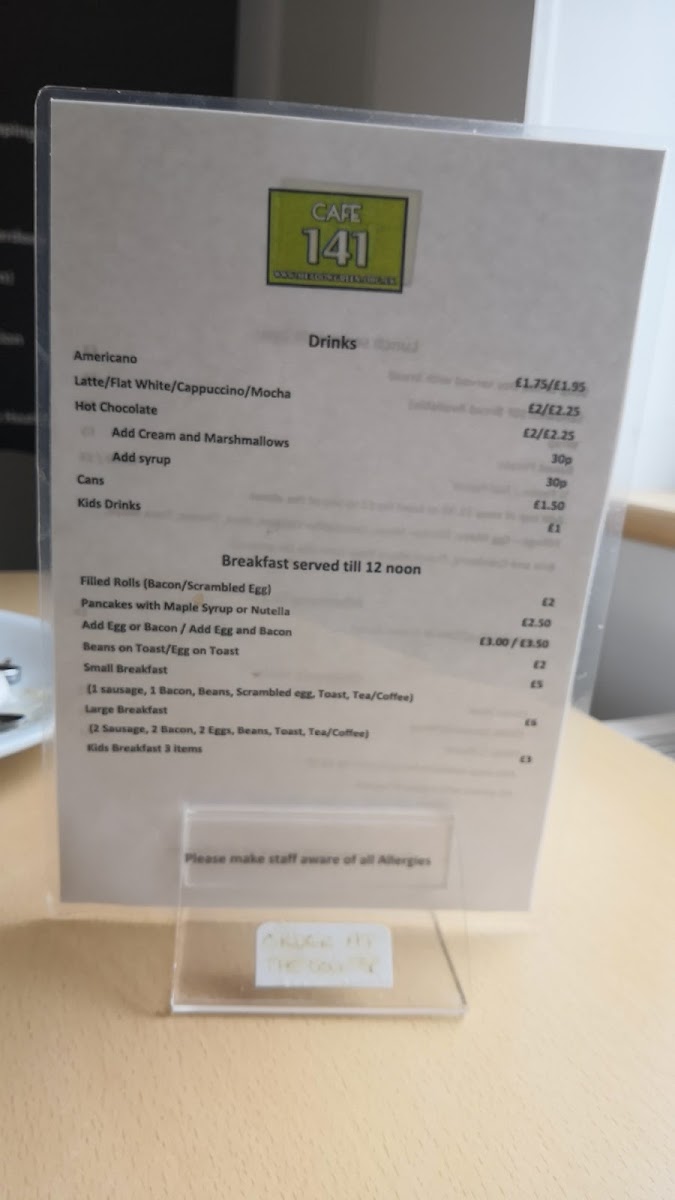 CAFE
141
Drinks
Americano £1.75/£1.95
Latte/Flat White/Cappuccino/Mocha £2/£2.25
Hot Chocolate £2/£2.25
Add Cream and Marshmallows 30p
Add syrup 30p
Cans £1.50
Kids Drinks £1
Breakfast served till 12 noon
Filled Rolls (Bacon/Scrambled Egg) £2
Pancakes with Maple Syrup or Nutella £2.50
Add Egg or Bacon / Add Egg and Bacon £3.00 / £3.50
Beans on Toast/Egg on Toast £2
Small Breakfast £5
(1 sausage, 1 Bacon, Beans, Scrambled egg, Toast, Tea/Coffee)
Large Breakfast £6
(2 Sausage, 2 Bacon, 2 Eggs, Beans, Toast, Tea/Coffee)
Kids Breakfast 3 items £3
Please make staff aware of all Allergies
ORDER AT
THE